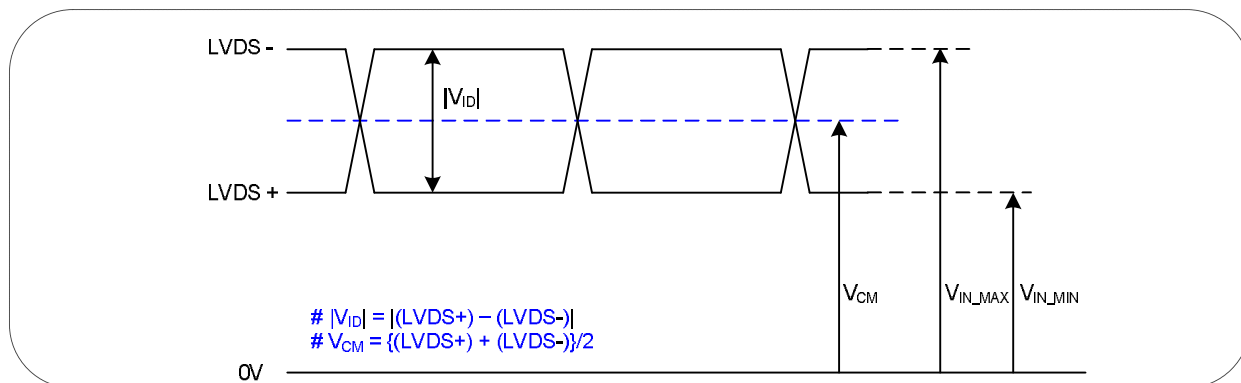 LVDS -
|VID|
LVDS +
VCM
VIN_MAX
VIN_MIN
# |VID| = |(LVDS+) – (LVDS-)|
# VCM = {(LVDS+) + (LVDS-)}/2
0V